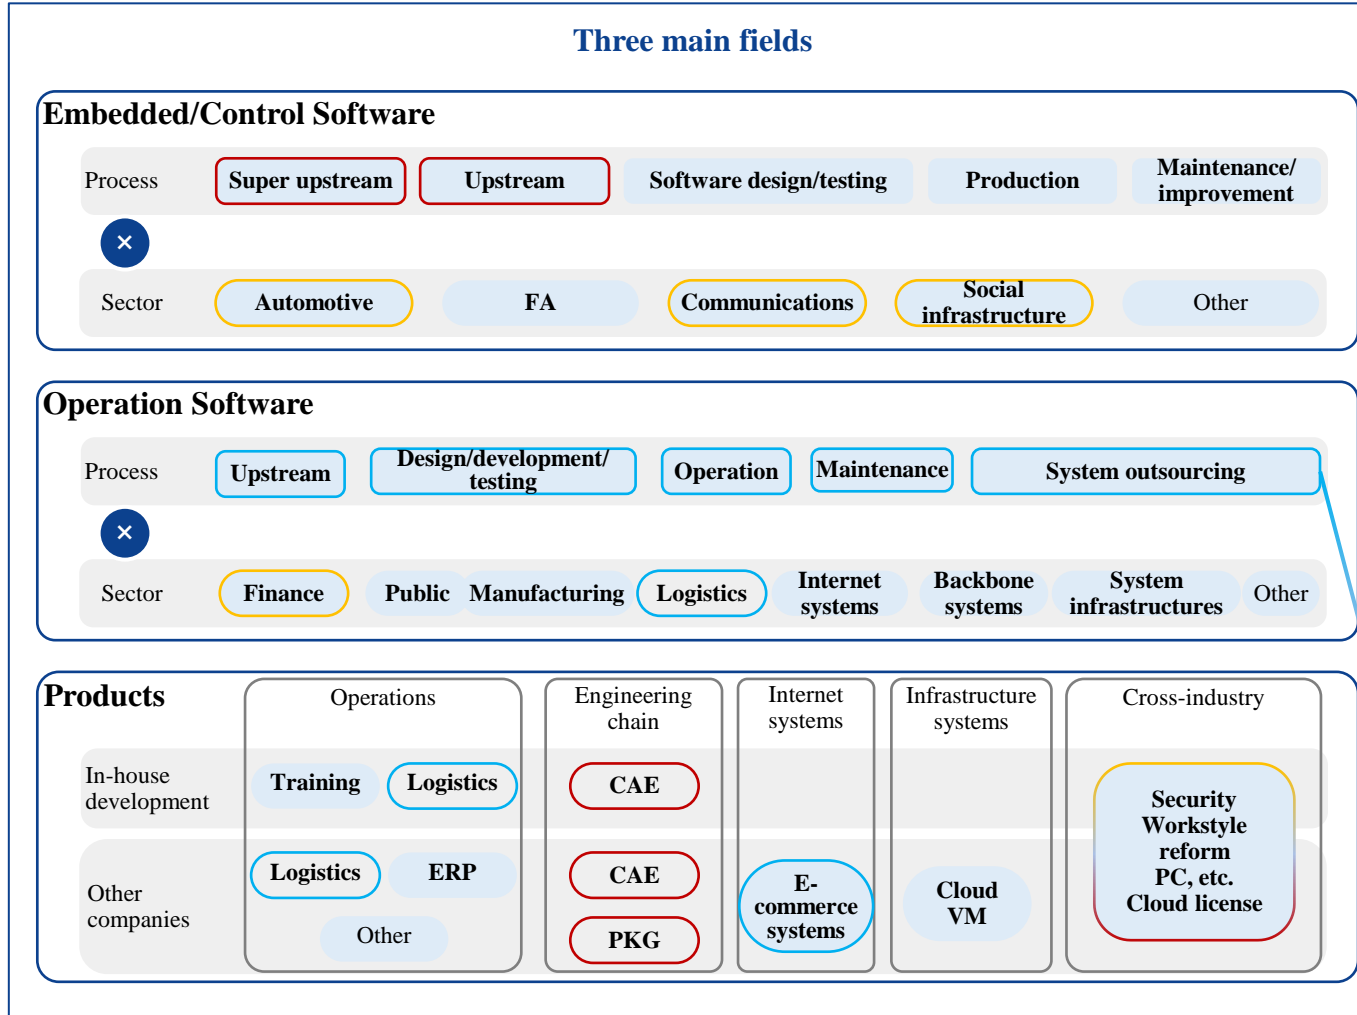 Three main fields
Embedded/Control Software
Process
Super upstream
Upstream
Software design/testing
Production
Maintenance/
improvement
×
Sector
Automotive
FA
Communications
Social
infrastructure
Other
Operation Software
Process
Upstream
Design/development/
testing
Operation
Maintenance
System outsourcing
×
Sector
Finance
Public
Manufacturing
Logistics
Internet
systems
Backbone
systems
System
infrastructures
Other
Products
Operations
Engineering
chain
Internet
systems
Infrastructure
systems
Cross-industry
In-house
development
Training
Logistics
CAE
Security
Workstyle
reform
PC, etc.
Cloud license
Other
companies
Logistics
ERP
Other
CAE
PKG
E-
commerce
systems
Cloud
VM